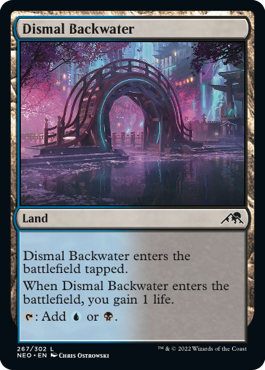 Dismal Backwater
Land
Dismal Backwater enters the
battlefield tapped.
When Dismal Backwater enters the
battlefield, you gain 1 life.
: Add or .
267/302 L
NEO • EN Chris Ostrowski
™ & © 2022 Wizards of the Coast